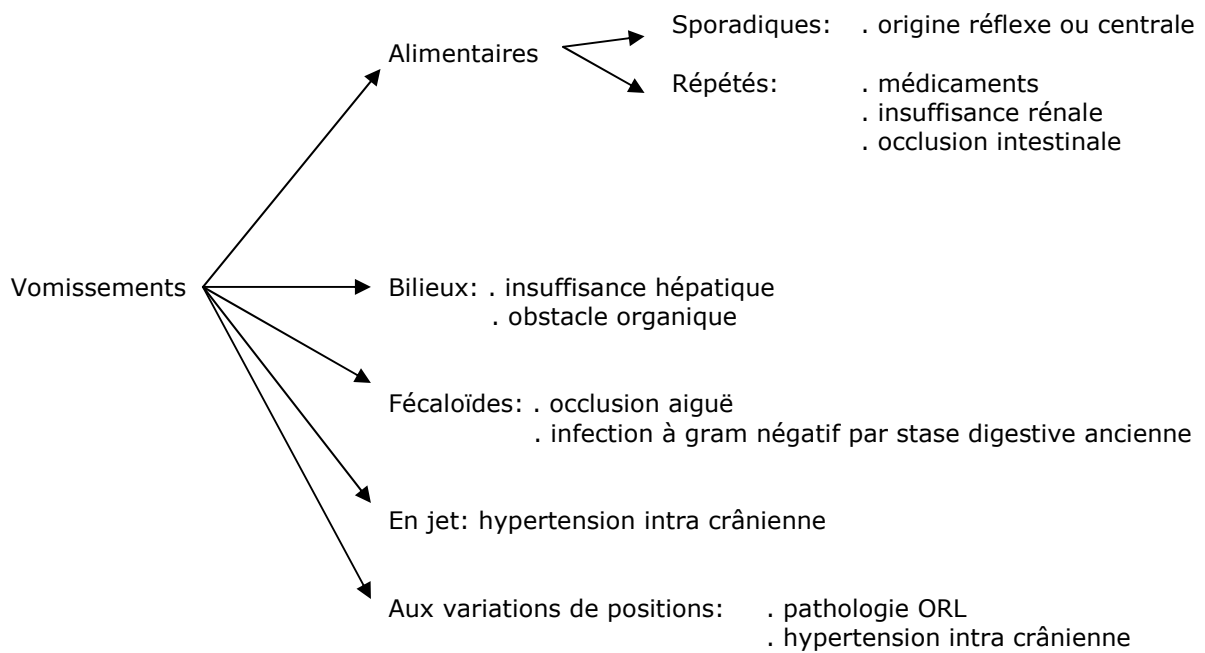 Sporadiques: . origine réflexe ou centrale
Alimentaires
Répétés: . médicaments
. insuffisance rénale
. occlusion intestinale
Vomissements
Bilieux: . insuffisance hépatique
. obstacle organique
Fécaloïdes: . occlusion aiguë
. infection à gram négatif par stase digestive ancienne
En jet: hypertension intra crânienne
Aux variations de positions: . pathologie ORL
. hypertension intra crânienne